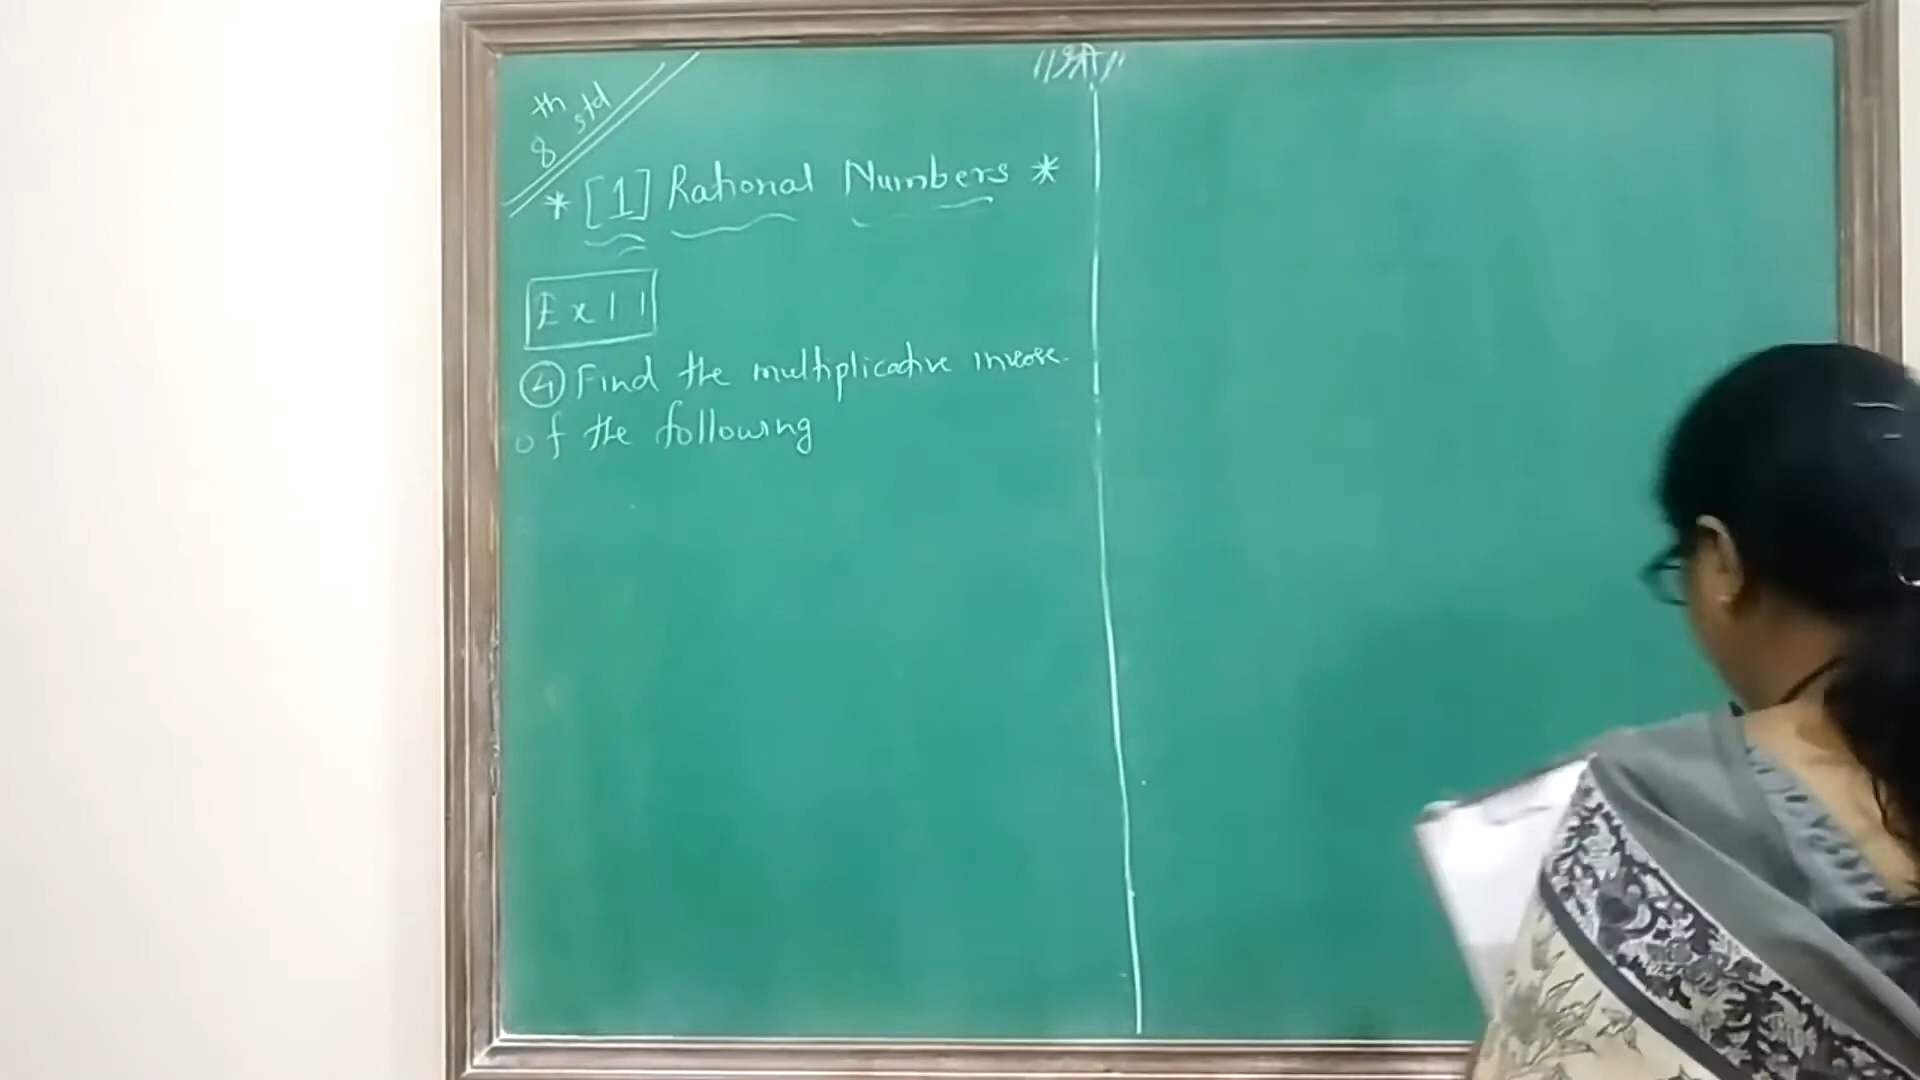 8th std
* [1] Rational Numbers *
Ex 1 1
④ Find the multiplicative inverse
of the following